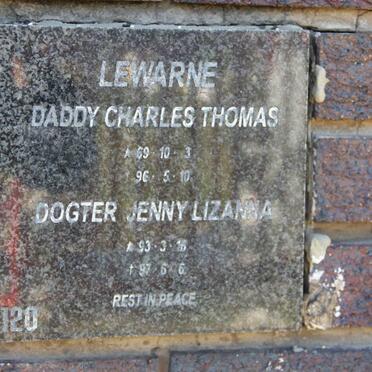 LEWARNE
DADDY CHARLES THOMAS
* 69·10·3
† 96·5·10
DOGTER JENNY LIZANNA
* 93·3·18
† 97·6·6
REST IN PEACE
120